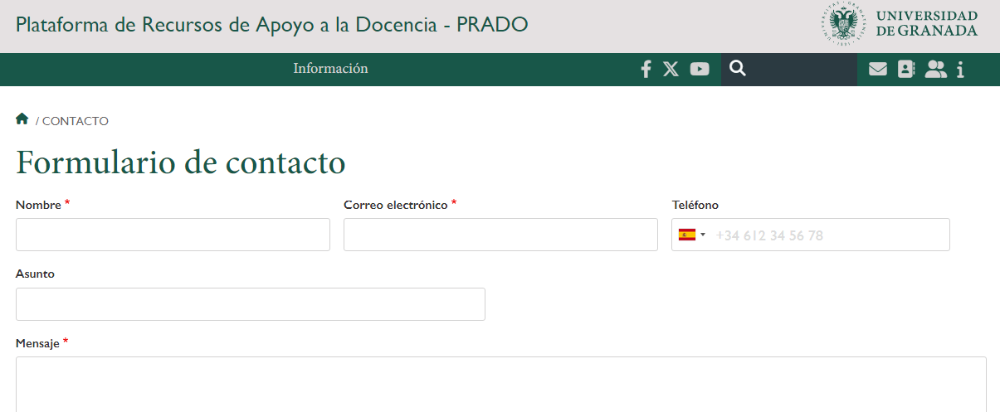 Plataforma de Recursos de Apoyo a la Docencia - PRADO
UNIVERSIDAD
DE GRANADA
Información
/ CONTACTO
Formulario de contacto
Nombre *
Correo electrónico *
Teléfono
+34 612 34 56 78
Asunto
Mensaje *